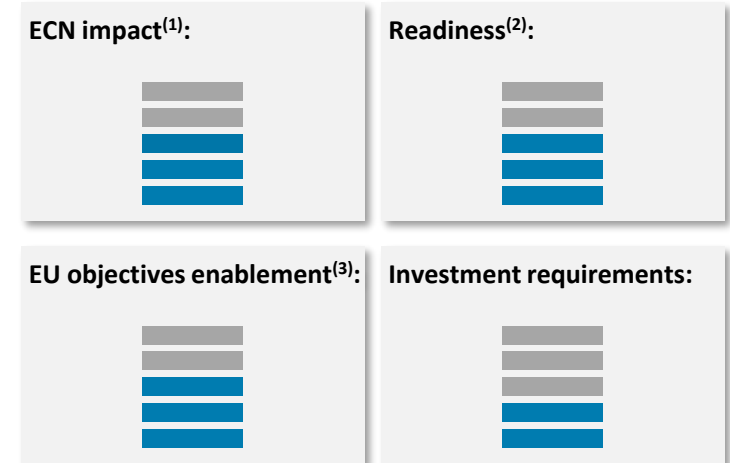 ECN impact(1):
Readiness(2):
EU objectives enablement(3):
Investment requirements: